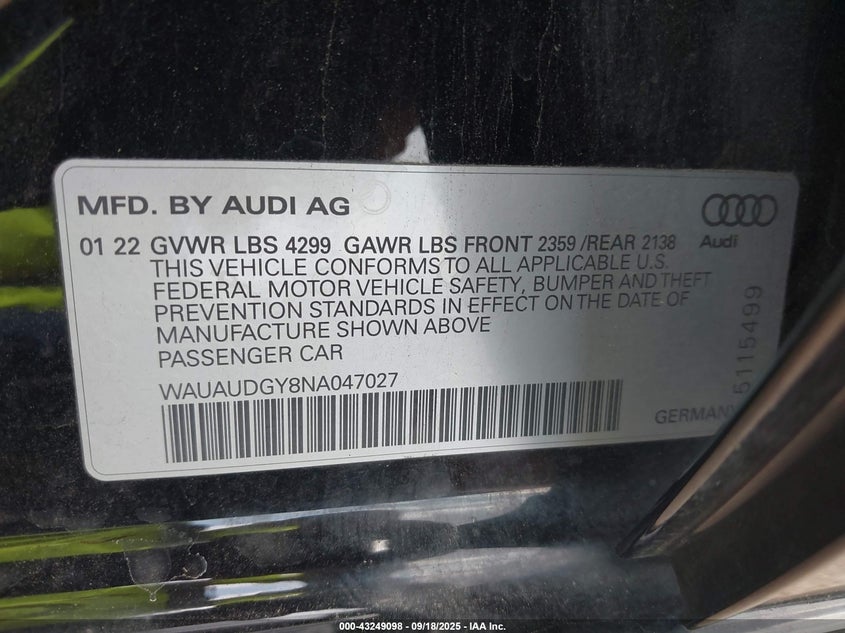 MFD. BY AUDI AG
01 22 GVWR LBS 4299 GAWR LBS FRONT 2359 /REAR 2138
Audi
THIS VEHICLE CONFORMS TO ALL APPLICABLE U.S.
FEDERAL MOTOR VEHICLE SAFETY, BUMPER AND THEFT
PREVENTION STANDARDS IN EFFECT ON THE DATE OF
MANUFACTURE SHOWN ABOVE
PASSENGER CAR
WAUAUDGY8NA047027
5115499
GERMANY
000-43249098 - 09/18/2025 - IAA Inc.